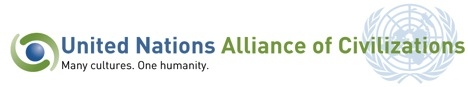 United Nations Alliance of Civilizations
Many cultures. One humanity.